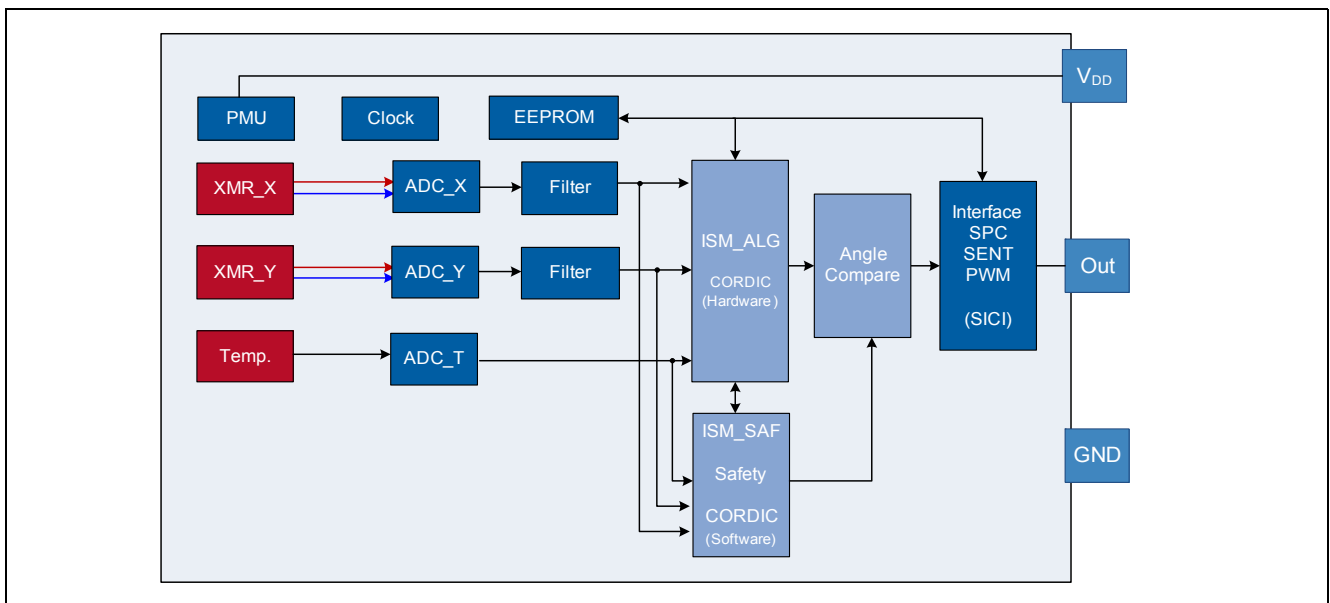 V_DD
PMU
Clock
EEPROM
XMR_X
ADC_X
Filter
XMR_Y
ADC_Y
Filter
Temp.
ADC_T
ISM_ALG
CORDIC
(Hardware)
Angle
Compare
Interface
SPC
SENT
PWM
(SICI)
Out
ISM_SAF
Safety
CORDIC
(Software)
GND